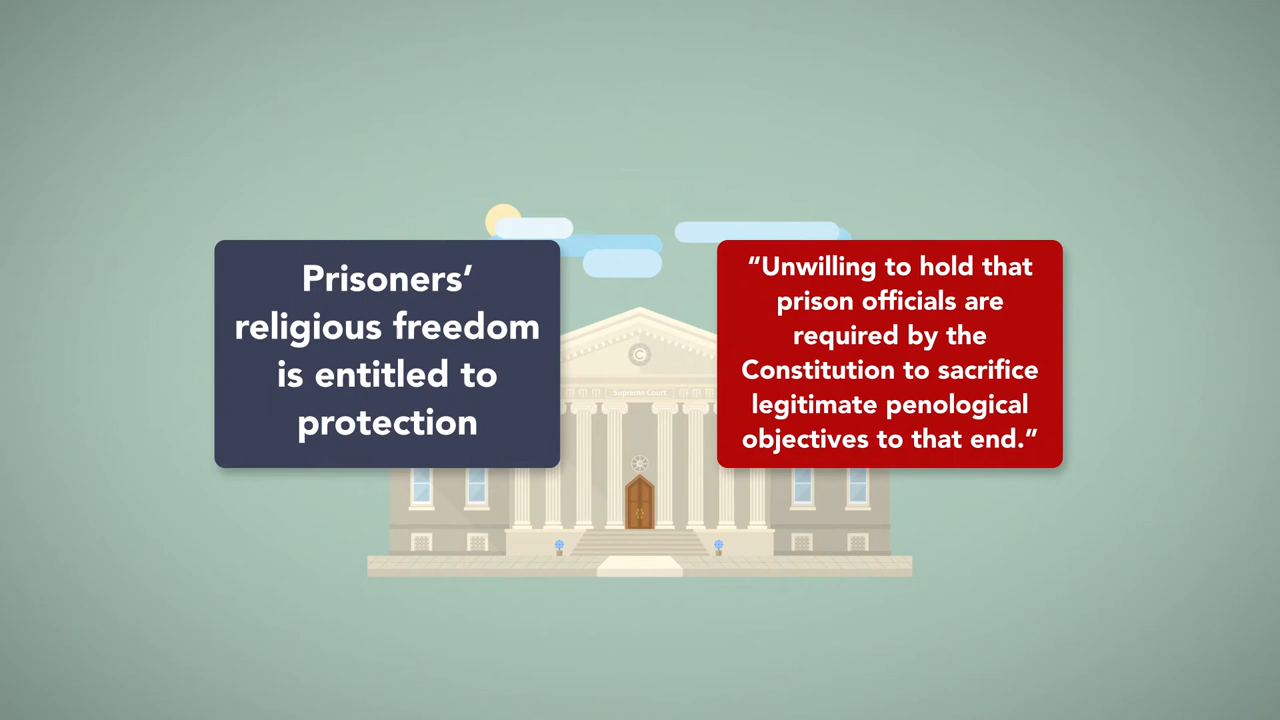 Prisoners’
religious freedom
is entitled to
protection
“Unwilling to hold that
prison officials are
required by the
Constitution to sacrifice
legitimate penological
objectives to that end.”
Supreme Court
C